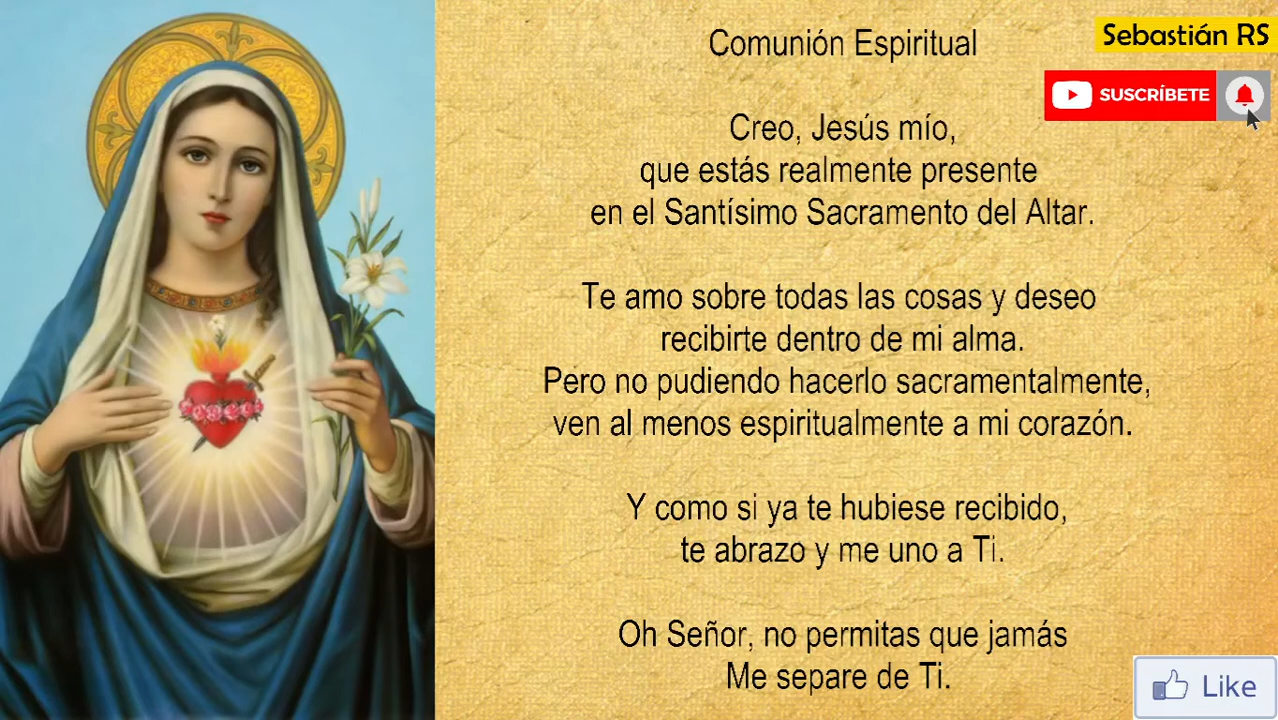 Comunión Espiritual
Sebastián RS
SUSCRÍBETE
Creo, Jesús mío,
que estás realmente presente
en el Santísimo Sacramento del Altar.
Te amo sobre todas las cosas y deseo
recibirte dentro de mi alma.
Pero no pudiendo hacerlo sacramentalmente,
ven al menos espiritualmente a mi corazón.
Y como si ya te hubiese recibido,
te abrazo y me uno a Ti.
Oh Señor, no permitas que jamás
Me separe de Ti.
Like